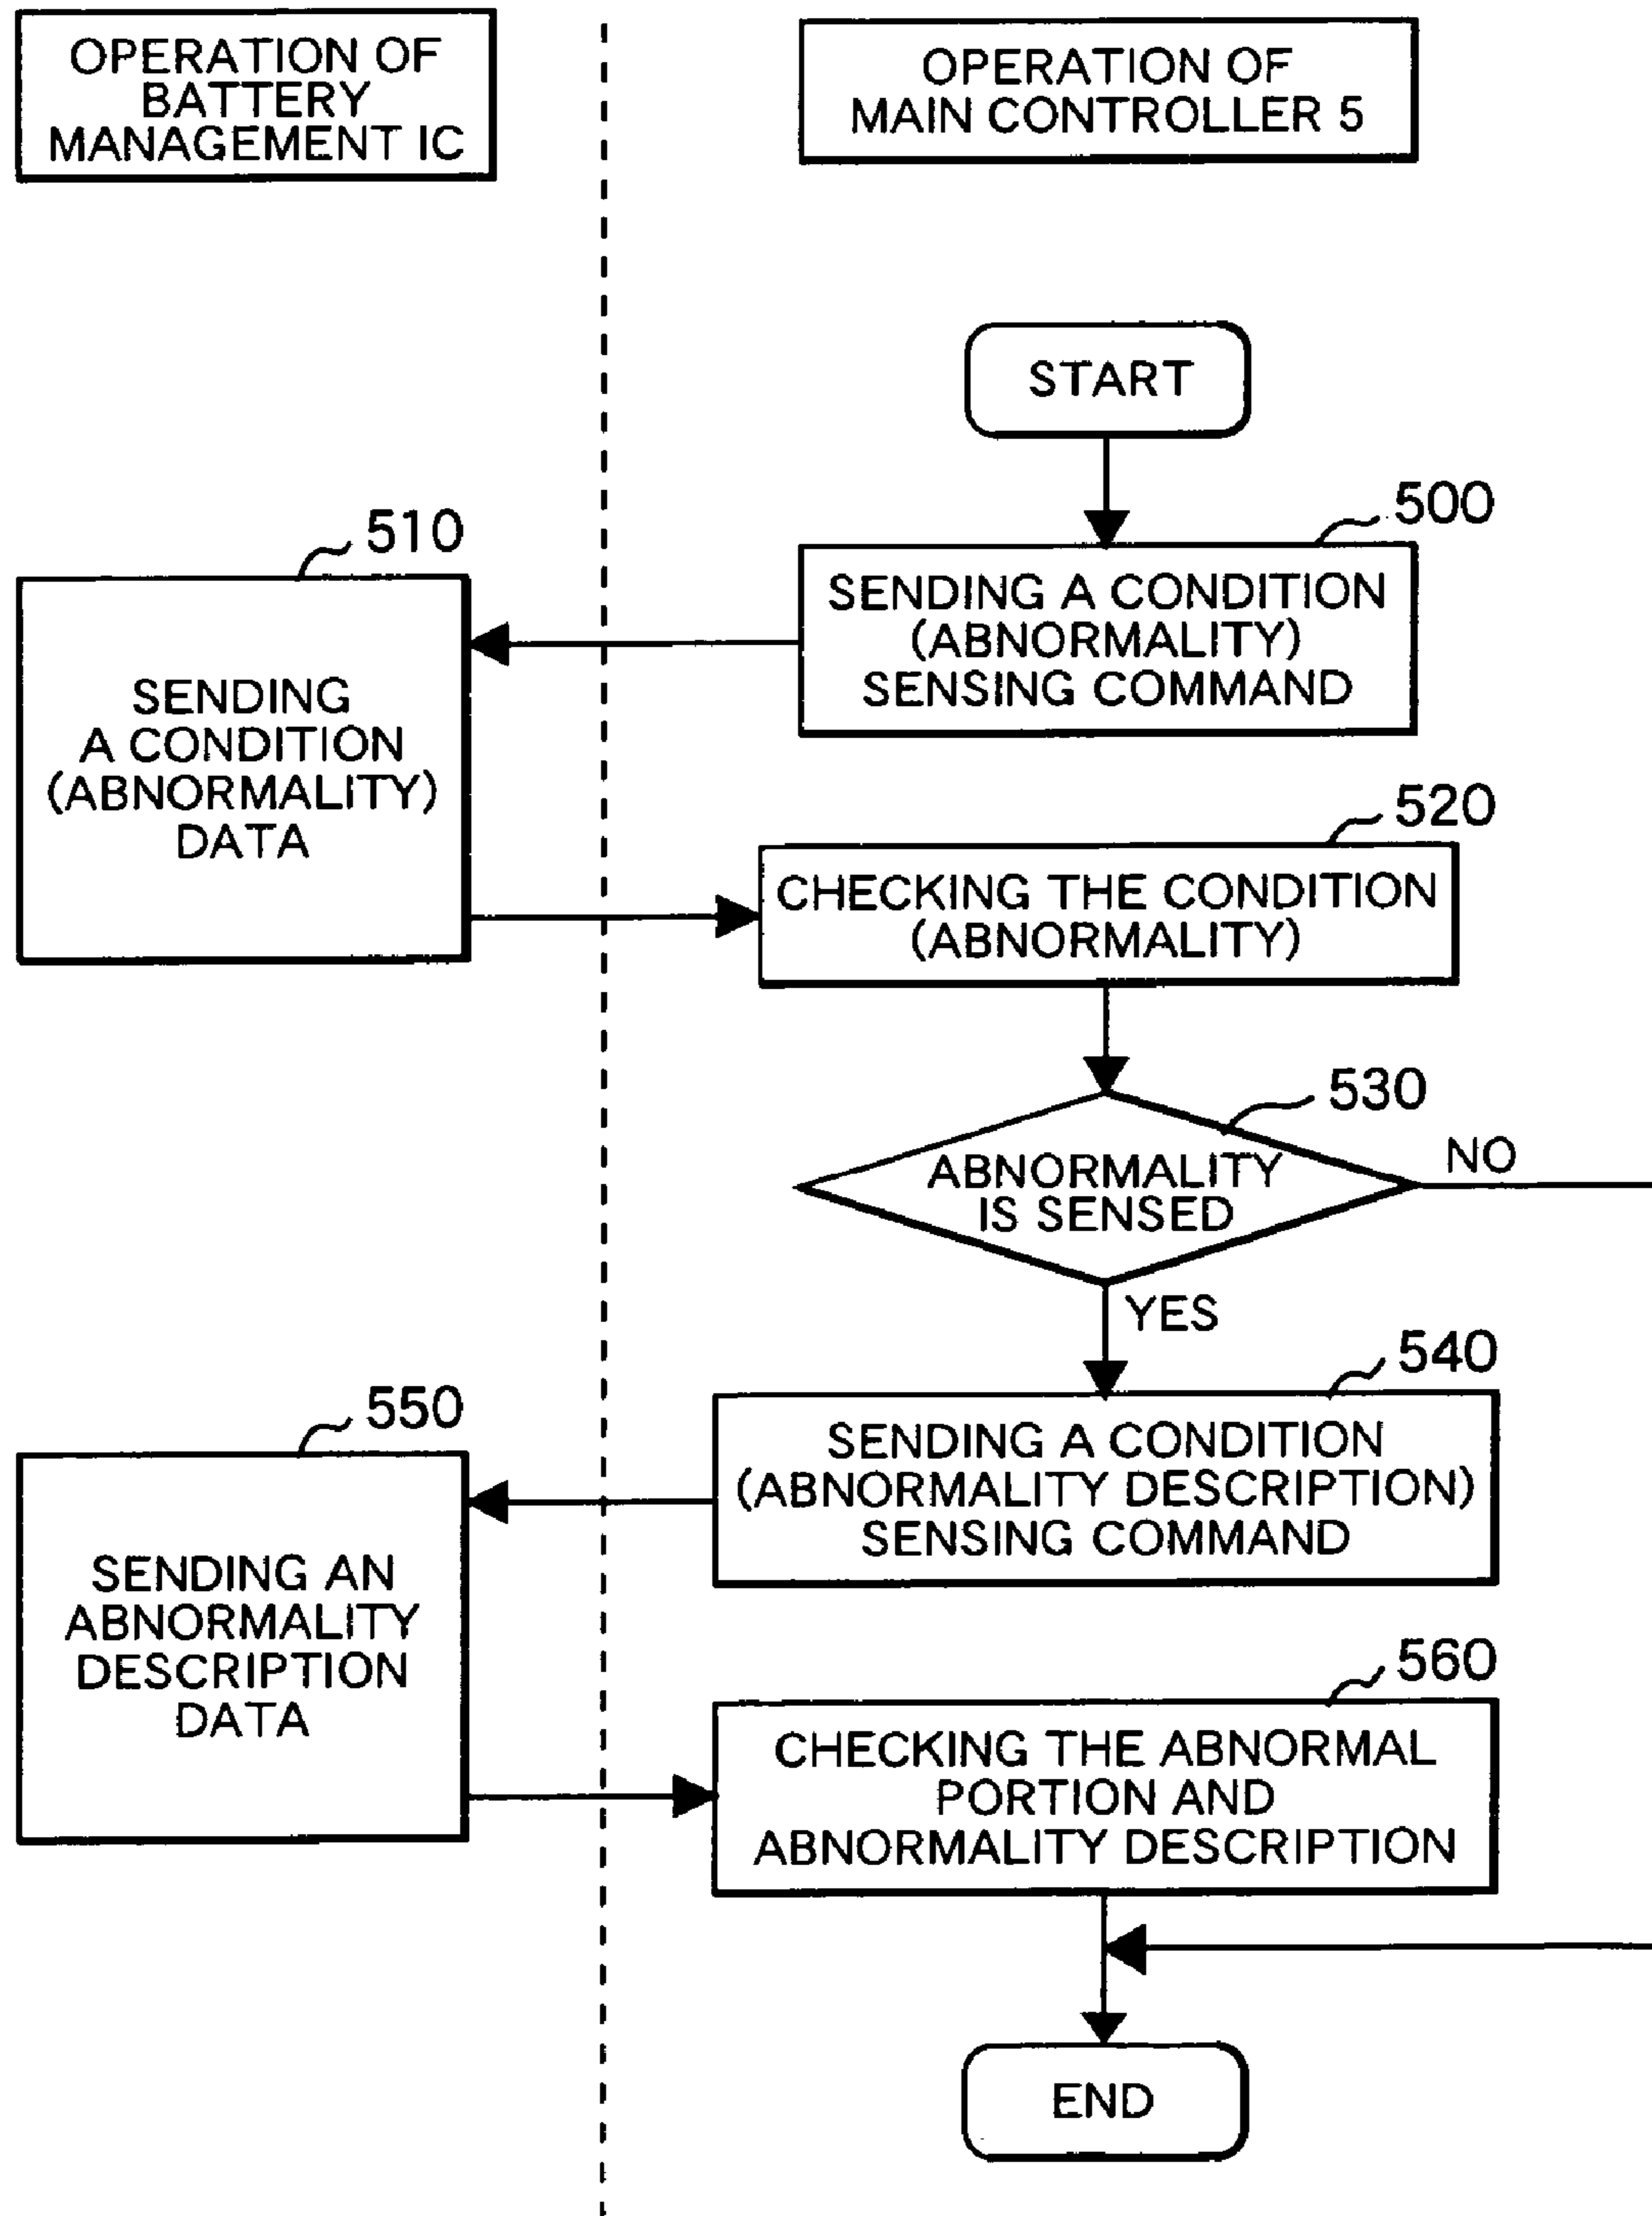 OPERATION OF
BATTERY
MANAGEMENT IC
OPERATION OF
MAIN CONTROLLER 5
START
500
SENDING A CONDITION
(ABNORMALITY)
SENSING COMMAND
510
SENDING
A CONDITION
(ABNORMALITY)
DATA
520
CHECKING THE CONDITION
(ABNORMALITY)
530
ABNORMALITY
IS SENSED
NO
YES
540
SENDING A CONDITION
(ABNORMALITY DESCRIPTION)
SENSING COMMAND
550
SENDING AN
ABNORMALITY
DESCRIPTION
DATA
560
CHECKING THE ABNORMAL
PORTION AND
ABNORMALITY DESCRIPTION
END